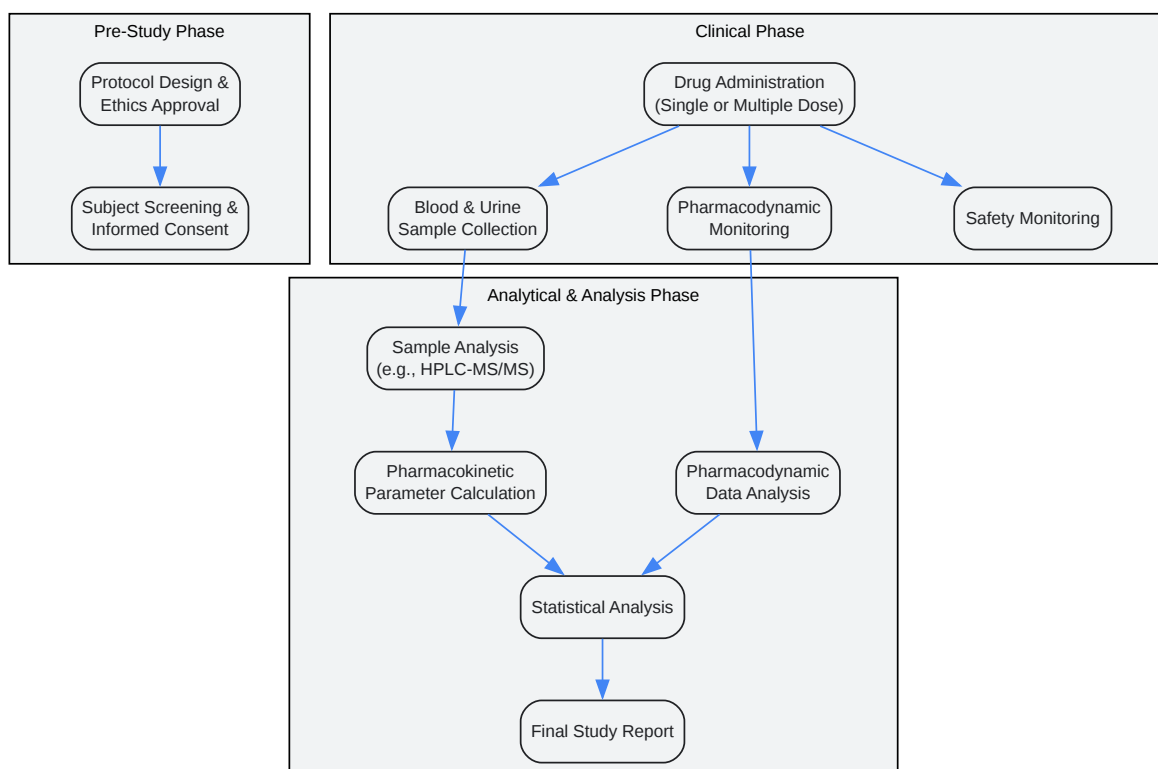 Pre-Study Phase
Protocol Design &
Ethics Approval
Subject Screening &
Informed Consent
Clinical Phase
Drug Administration
(Single or Multiple Dose)
Blood & Urine
Sample Collection
Pharmacodynamic
Monitoring
Safety Monitoring
Analytical & Analysis Phase
Sample Analysis
(e.g., HPLC-MS/MS)
Pharmacokinetic
Parameter Calculation
Pharmacodynamic
Data Analysis
Statistical Analysis
Final Study Report